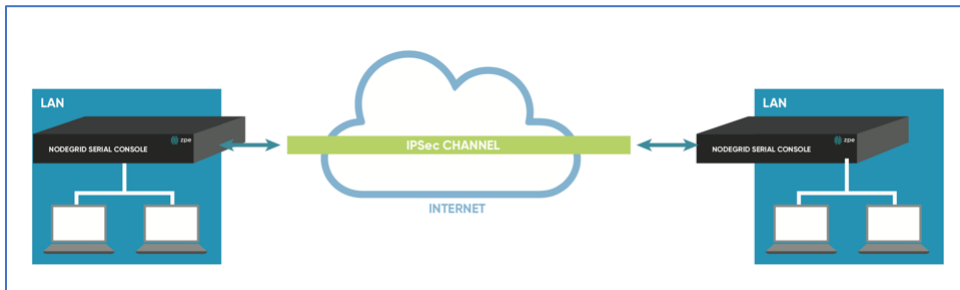 LAN
zpe
NODEGRID SERIAL CONSOLE
IPSec CHANNEL
INTERNET
LAN
zpe
NODEGRID SERIAL CONSOLE